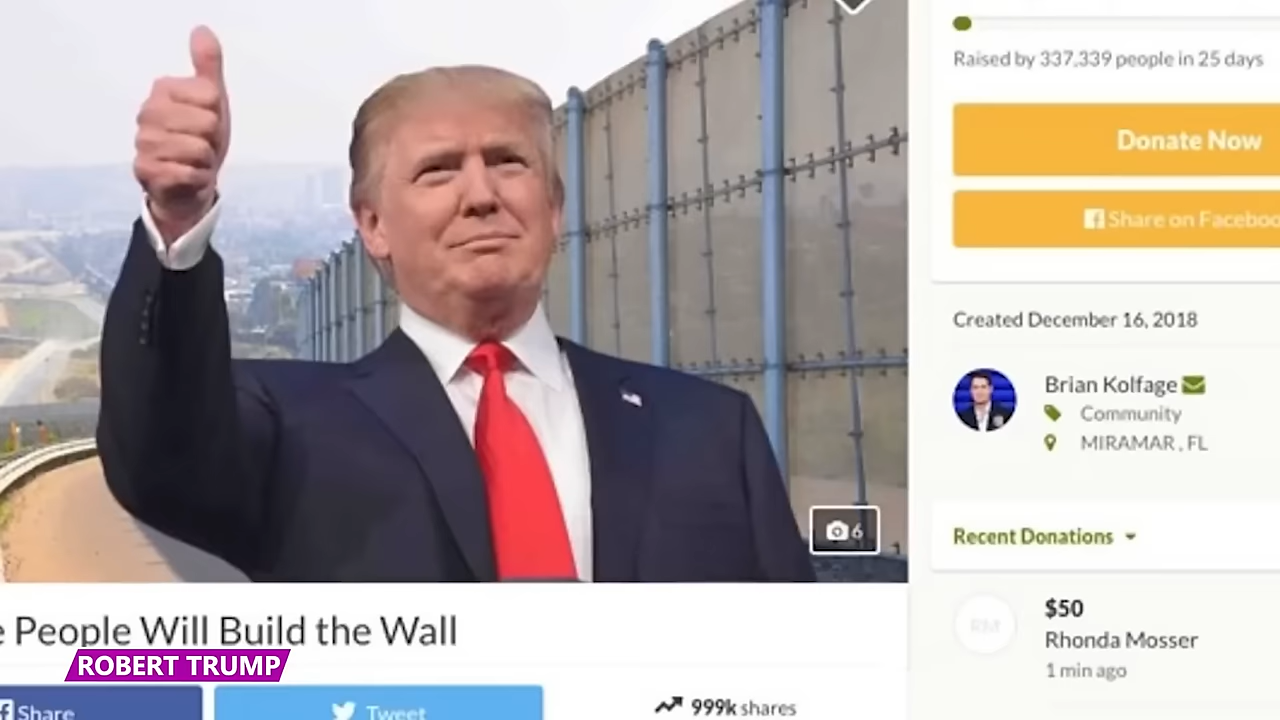 e People Will Build the Wall
ROBERT TRUMP
Share
Tweet
999k shares
6
Raised by 337,339 people in 25 days
Donate Now
Share on Faceboo
Created December 16, 2018
Brian Kolfage
Community
MIRAMAR , FL
Recent Donations
RM
$50
Rhonda Mosser
1 min ago